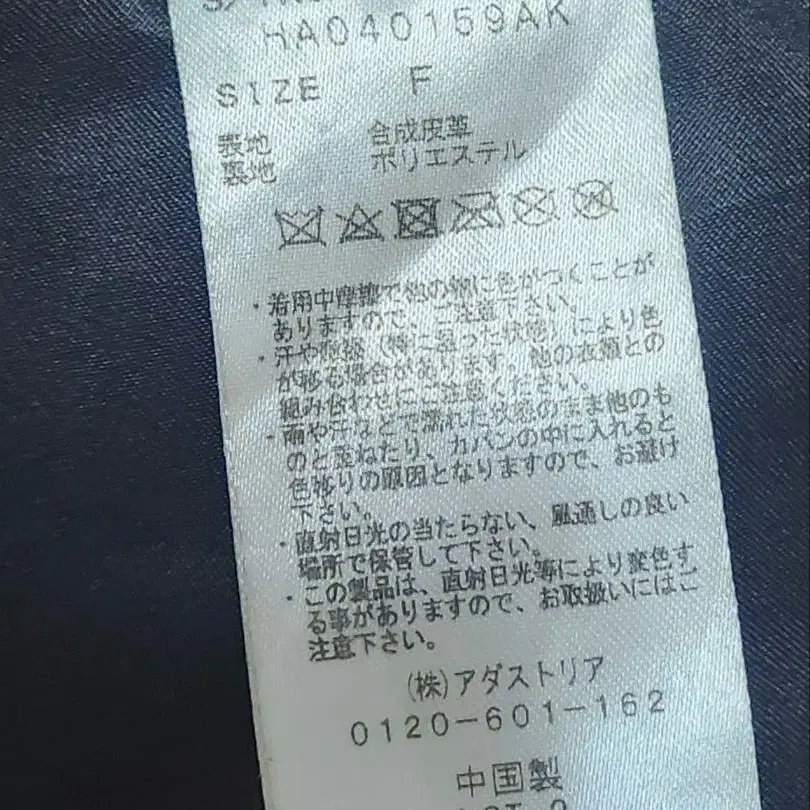 HA040159AK
SIZE F
表地 合成皮革
裏地 ポリエステル
・着用中摩擦で他の物に色がつくことが
ありますので、ご注意下さい。
・汗や摩擦(特に湿った状態)により色
が移る場合があります。他の衣類との
組み合わせにご注意ください。
・雨や汗などで濡れた状態のまま他のも
のと重ねたり、カバンの中に入れると
色移りの原因となりますので、お避け
下さい。
・直射日光の当たらない、風通しの良い
場所で保管して下さい。
・この製品は、直射日光等により変色す
る事がありますので、お取扱いにはご
注意下さい。
(株)アダストリア
0120-601-162
中国製